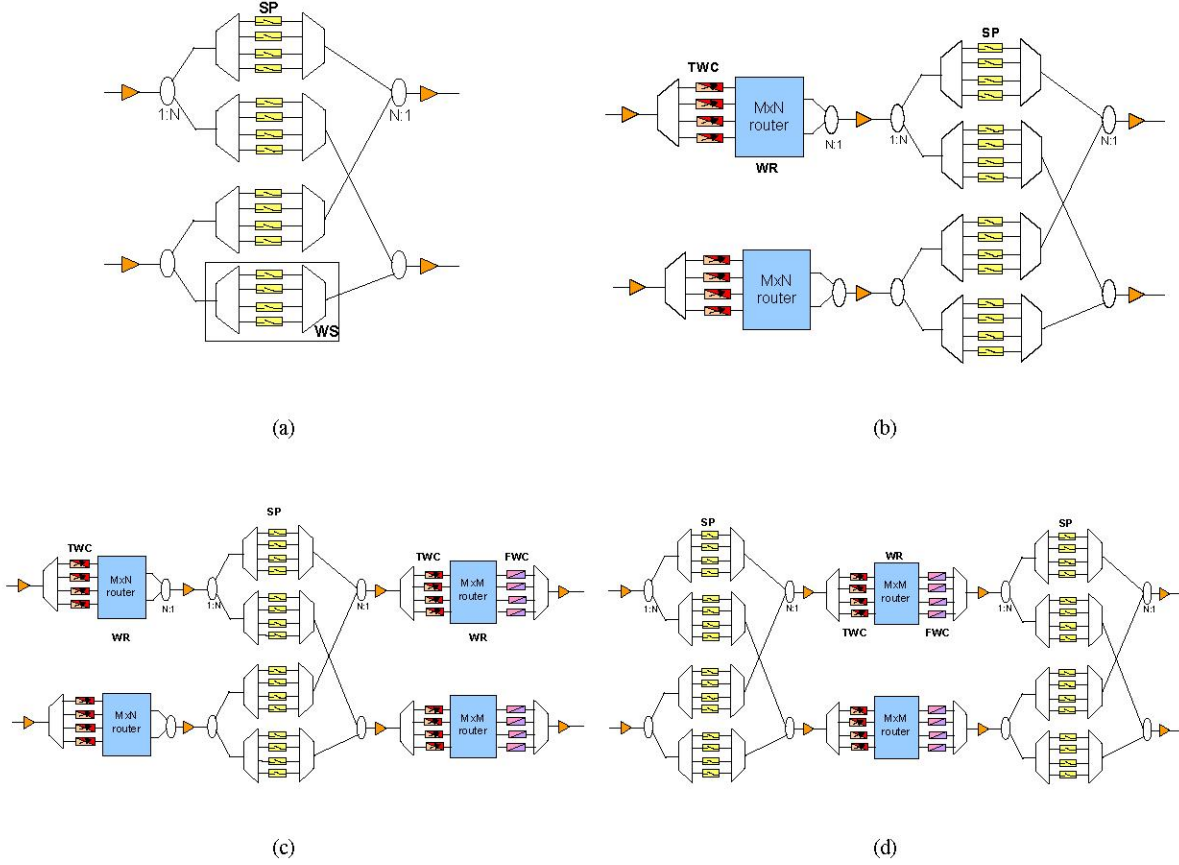 SP
1:N
N:1
WS
(a)
TWC
MxN
router
WR
N:1
1:N
SP
N:1
MxN
router
(b)
TWC
MxN
router
WR
N:1
1:N
SP
N:1
TWC
MxM
router
FWC
WR
MxN
router
MxM
router
(c)
SP
1:N
N:1
WR
MxM
router
TWC
FWC
SP
1:N
N:1
MxM
router
(d)